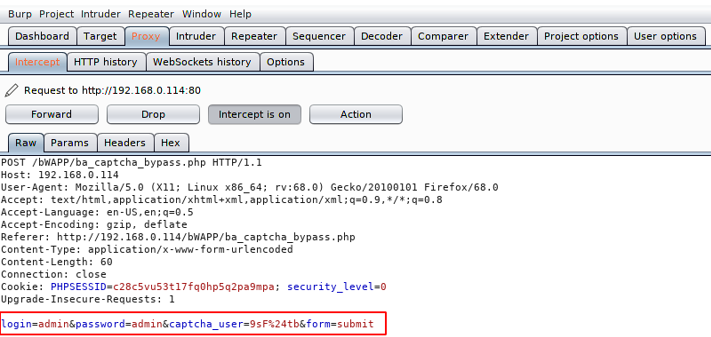 Burp Project Intruder Repeater Window Help
Dashboard Target Proxy Intruder Repeater Sequencer Decoder Comparer Extender Project options User options
Intercept HTTP history WebSockets history Options
Request to http://192.168.0.114:80
Forward Drop Intercept is on Action
Raw Params Headers Hex
POST /bWAPP/ba_captcha_bypass.php HTTP/1.1
Host: 192.168.0.114
User-Agent: Mozilla/5.0 (X11; Linux x86_64; rv:68.0) Gecko/20100101 Firefox/68.0
Accept: text/html,application/xhtml+xml,application/xml;q=0.9,*/*;q=0.8
Accept-Language: en-US,en;q=0.5
Accept-Encoding: gzip, deflate
Referer: http://192.168.0.114/bWAPP/ba_captcha_bypass.php
Content-Type: application/x-www-form-urlencoded
Content-Length: 60
Connection: close
Cookie: PHPSESSID=c28c5vu53t17fq0hp5q2pa9mpa; security_level=0
Upgrade-Insecure-Requests: 1
login=admin&password=admin&captcha_user=9sF%24tb&form=submit